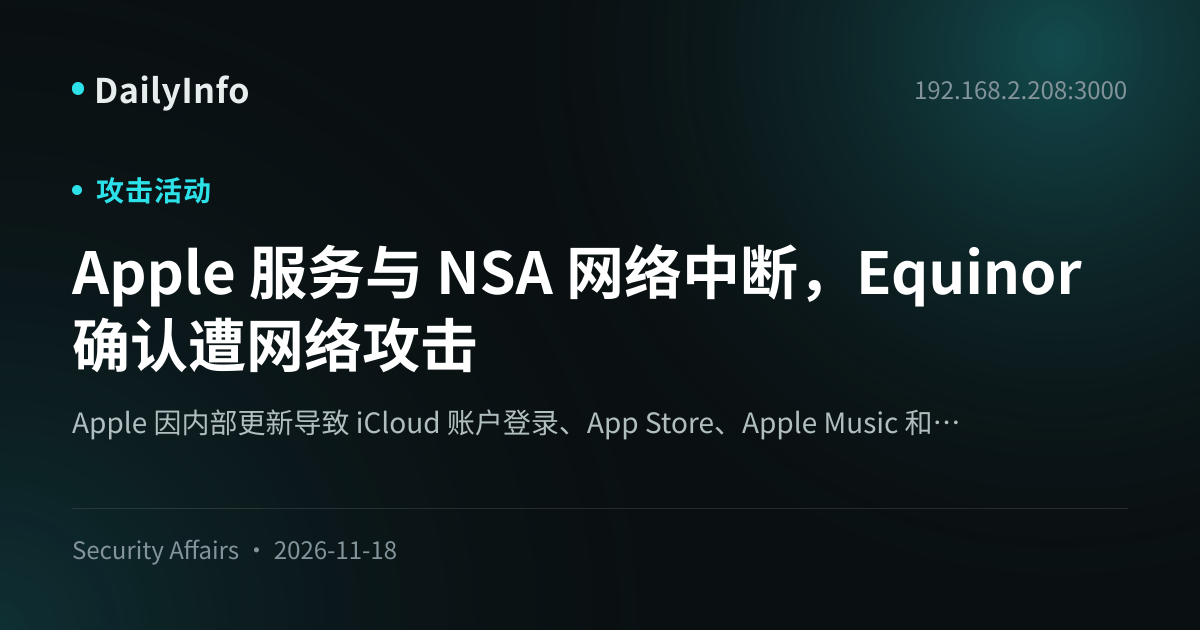 DailyInfo
192.168.2.208:3000
攻击活动
Apple 服务与 NSA 网络中断，Equinor
确认遭网络攻击
Apple 因内部更新导致 iCloud 账户登录、App Store、Apple Music 和…
Security Affairs · 2026-11-18